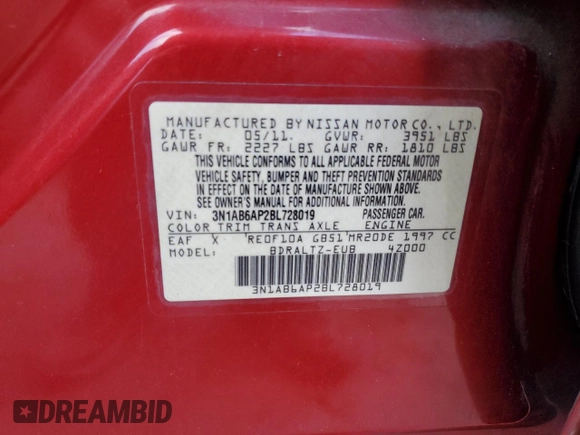 MANUFACTURED BY NISSAN MOTOR CO., LTD.
DATE: 05/11. GVWR: 3951 LBS
GAWR FR: 2227 LBS GAWR RR: 1810 LBS
THIS VEHICLE CONFORMS TO ALL APPLICABLE FEDERAL MOTOR
VEHICLE SAFETY, BUMPER AND THEFT PREVENTION STANDARDS
IN EFFECT ON THE DATE OF MANUFACTURE SHOWN ABOVE.
SEE OWNER'S MANUAL FOR ADDITIONAL INFORMATION.
VIN: 3N1AB6AP2BL728019 PASSENGER CAR.
COLOR TRIM TRANS AXLE ENGINE
EAF X RE0F10A GB51 MR20DE 1997 CC
MODEL: BDRALTZ-EUB 4Z000
3N1AB6AP2BL728019
DREAMBID